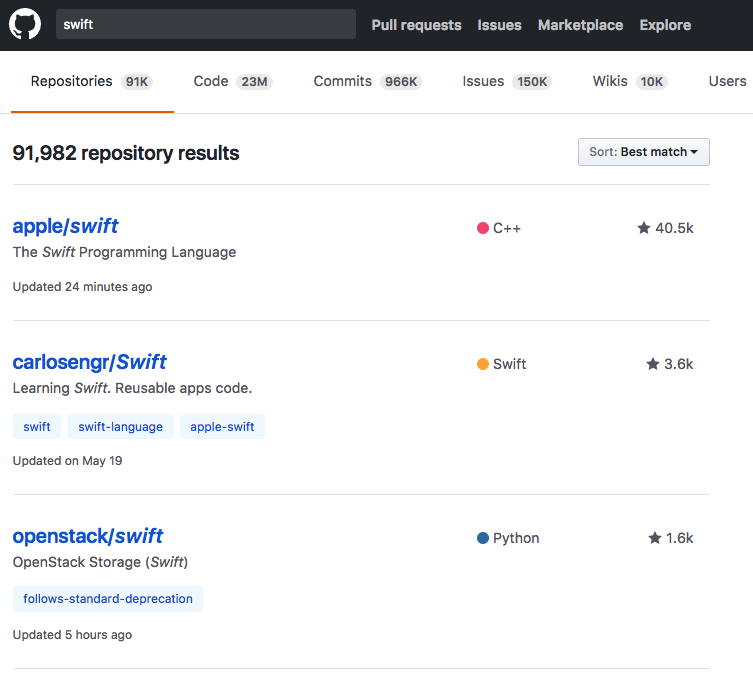 swift Pull requests Issues Marketplace Explore
Repositories 91K Code 23M Commits 966K Issues 150K Wikis 10K Users
91,982 repository results Sort: Best match
apple/swift C++ 40.5k
The Swift Programming Language
Updated 24 minutes ago
carlosengr/Swift Swift 3.6k
Learning Swift. Reusable apps code.
swift swift-language apple-swift
Updated on May 19
openstack/swift Python 1.6k
OpenStack Storage (Swift)
follows-standard-deprecation
Updated 5 hours ago